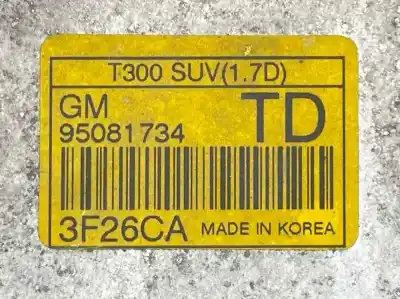 T300 SUV(1.7D)
GM TD
95081734
3F26CA MADE IN KOREA